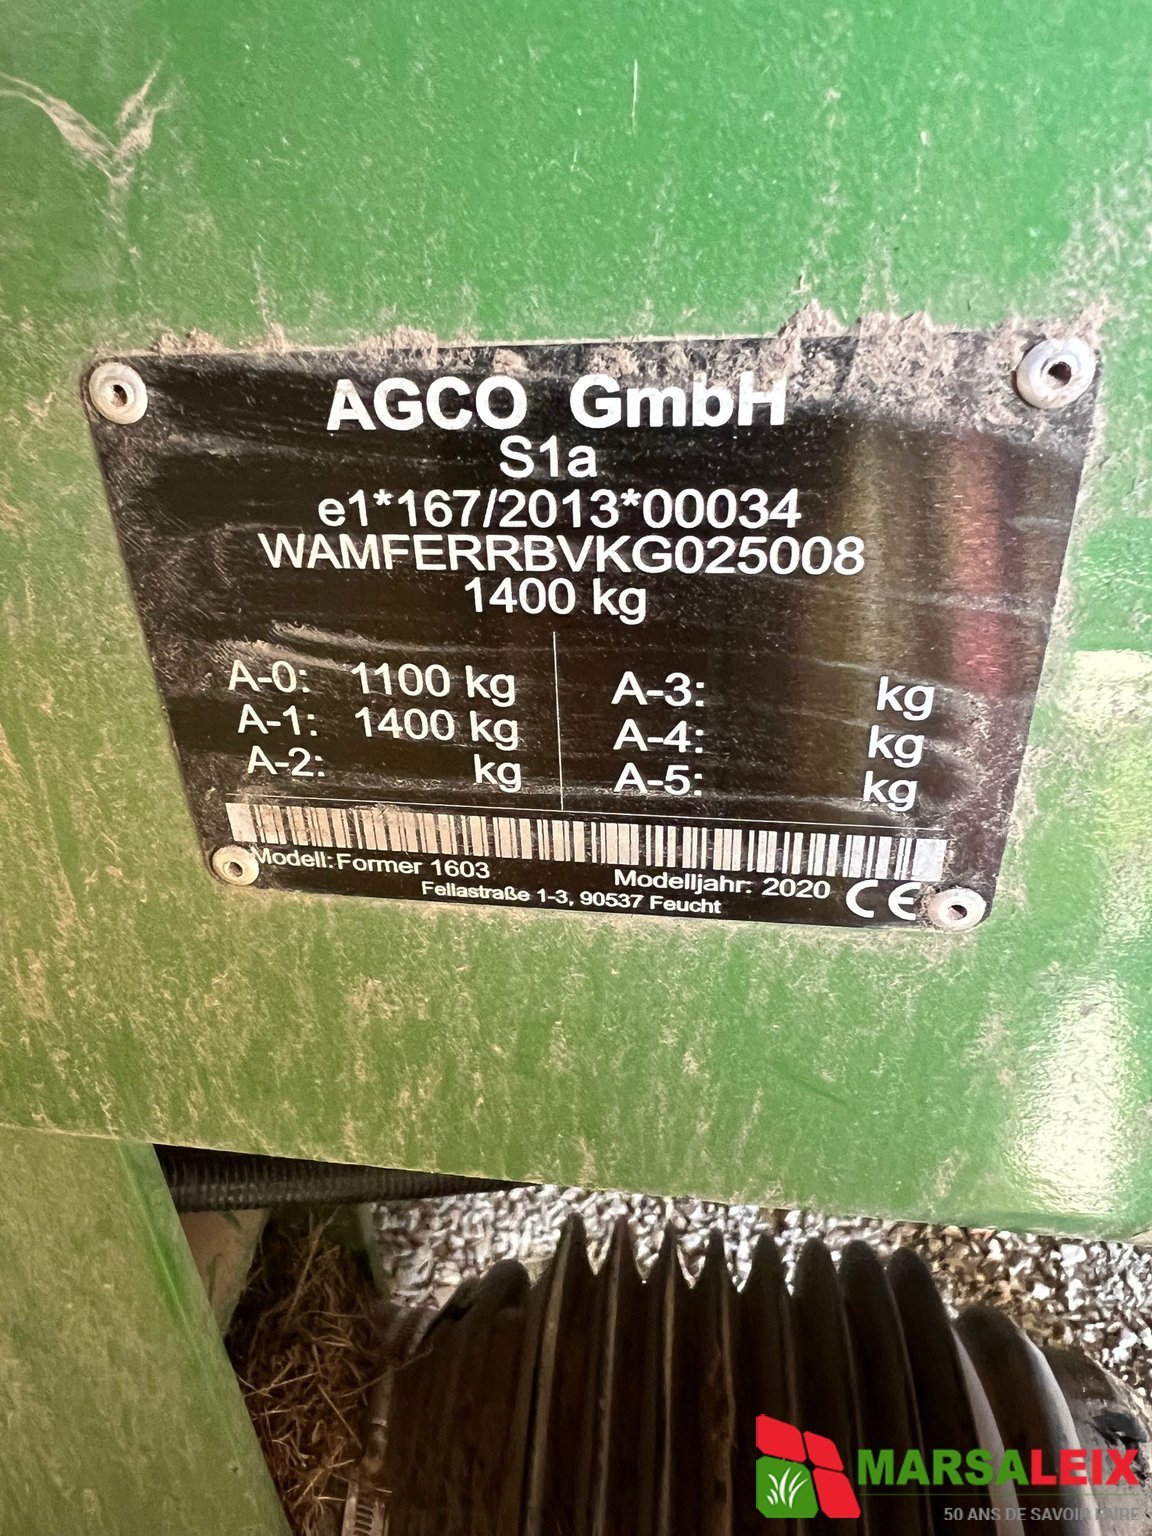 AGCO GmbH
S1a
e1*167/2013*00034
WAMFERRBVKG025008
1400 kg
A-0: 1100 kg
A-1: 1400 kg
A-2: kg
A-3: kg
A-4: kg
A-5: kg
Modell: Former 1603
Modelljahr: 2020
Fellastraße 1-3, 90537 Feucht
CE
MARSALEIX
50 ANS DE SAVOIR FAIRE